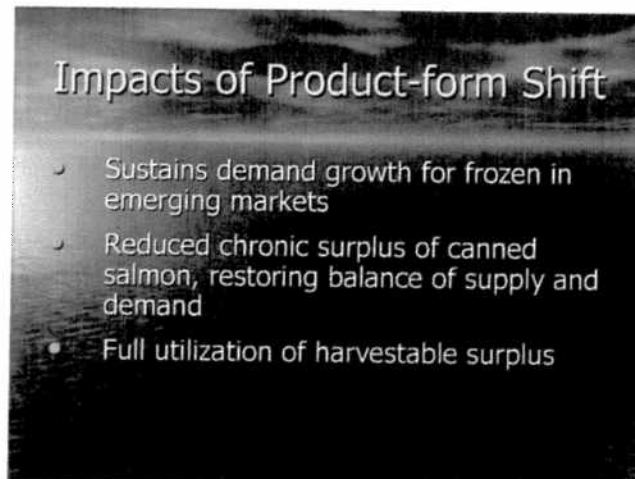 Impacts of Product-form Shift
Sustains demand growth for frozen in
emerging markets
Reduced chronic surplus of canned
salmon, restoring balance of supply and
demand
Full utilization of harvestable surplus